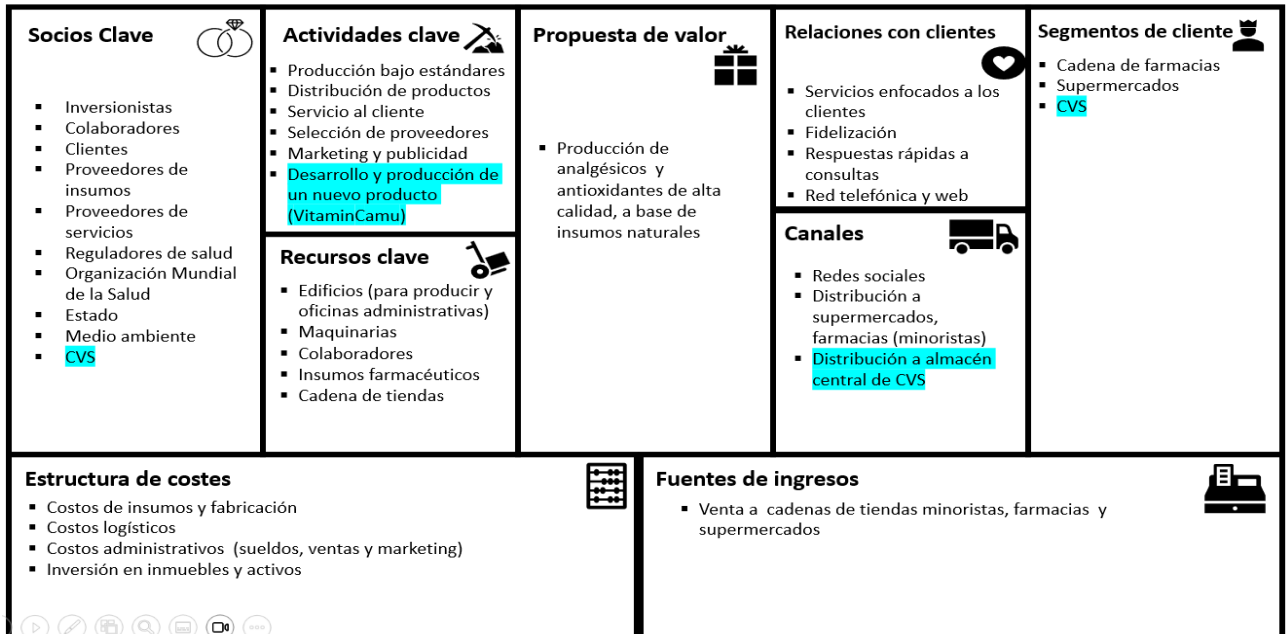 Socios Clave
▪ Inversionistas
▪ Colaboradores
▪ Clientes
▪ Proveedores de
insumos
▪ Proveedores de
servicios
▪ Reguladores de salud
▪ Organización Mundial
de la Salud
▪ Estado
▪ Medio ambiente
▪ CVS
Actividades clave
▪ Producción bajo estándares
▪ Distribución de productos
▪ Servicio al cliente
▪ Selección de proveedores
▪ Marketing y publicidad
▪ Desarrollo y producción de
un nuevo producto
(VitaminCamu)
Recursos clave
▪ Edificios (para producir y
oficinas administrativas)
▪ Maquinarias
▪ Colaboradores
▪ Insumos farmacéuticos
▪ Cadena de tiendas
Propuesta de valor
▪ Producción de
analgésicos y
antioxidantes de alta
calidad, a base de
insumos naturales
Relaciones con clientes
▪ Servicios enfocados a los
clientes
▪ Fidelización
▪ Respuestas rápidas a
consultas
▪ Red telefónica y web
Canales
▪ Redes sociales
▪ Distribución a
supermercados,
farmacias (minoristas)
▪ Distribución a almacén
central de CVS
Segmentos de cliente
▪ Cadena de farmacias
▪ Supermercados
▪ CVS
Estructura de costes
▪ Costos de insumos y fabricación
▪ Costos logísticos
▪ Costos administrativos (sueldos, ventas y marketing)
▪ Inversión en inmuebles y activos
Fuentes de ingresos
▪ Venta a cadenas de tiendas minoristas, farmacias y
supermercados